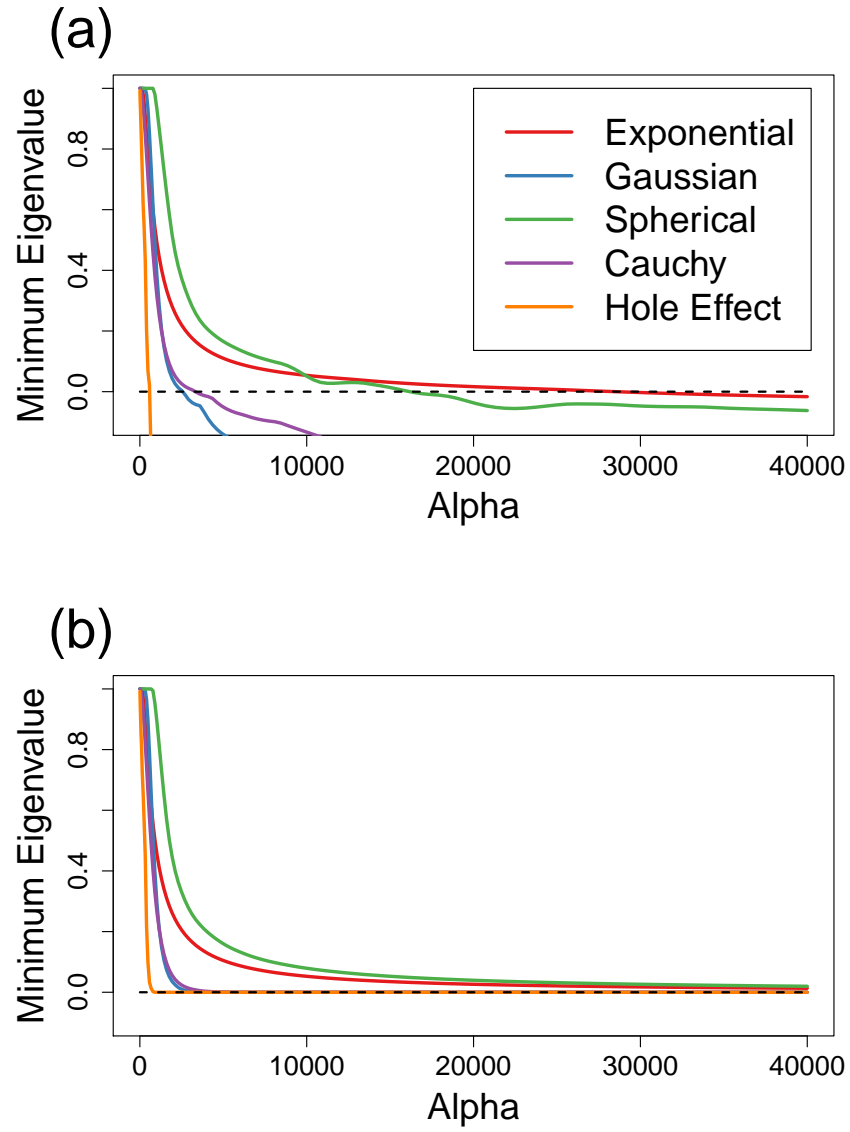 (a)
Minimum Eigenvalue
0.0 0.4 0.8
Exponential
Gaussian
Spherical
Cauchy
Hole Effect
0 10000 20000 30000 40000
Alpha
(b)
Minimum Eigenvalue
0.0 0.4 0.8
0 10000 20000 30000 40000
Alpha